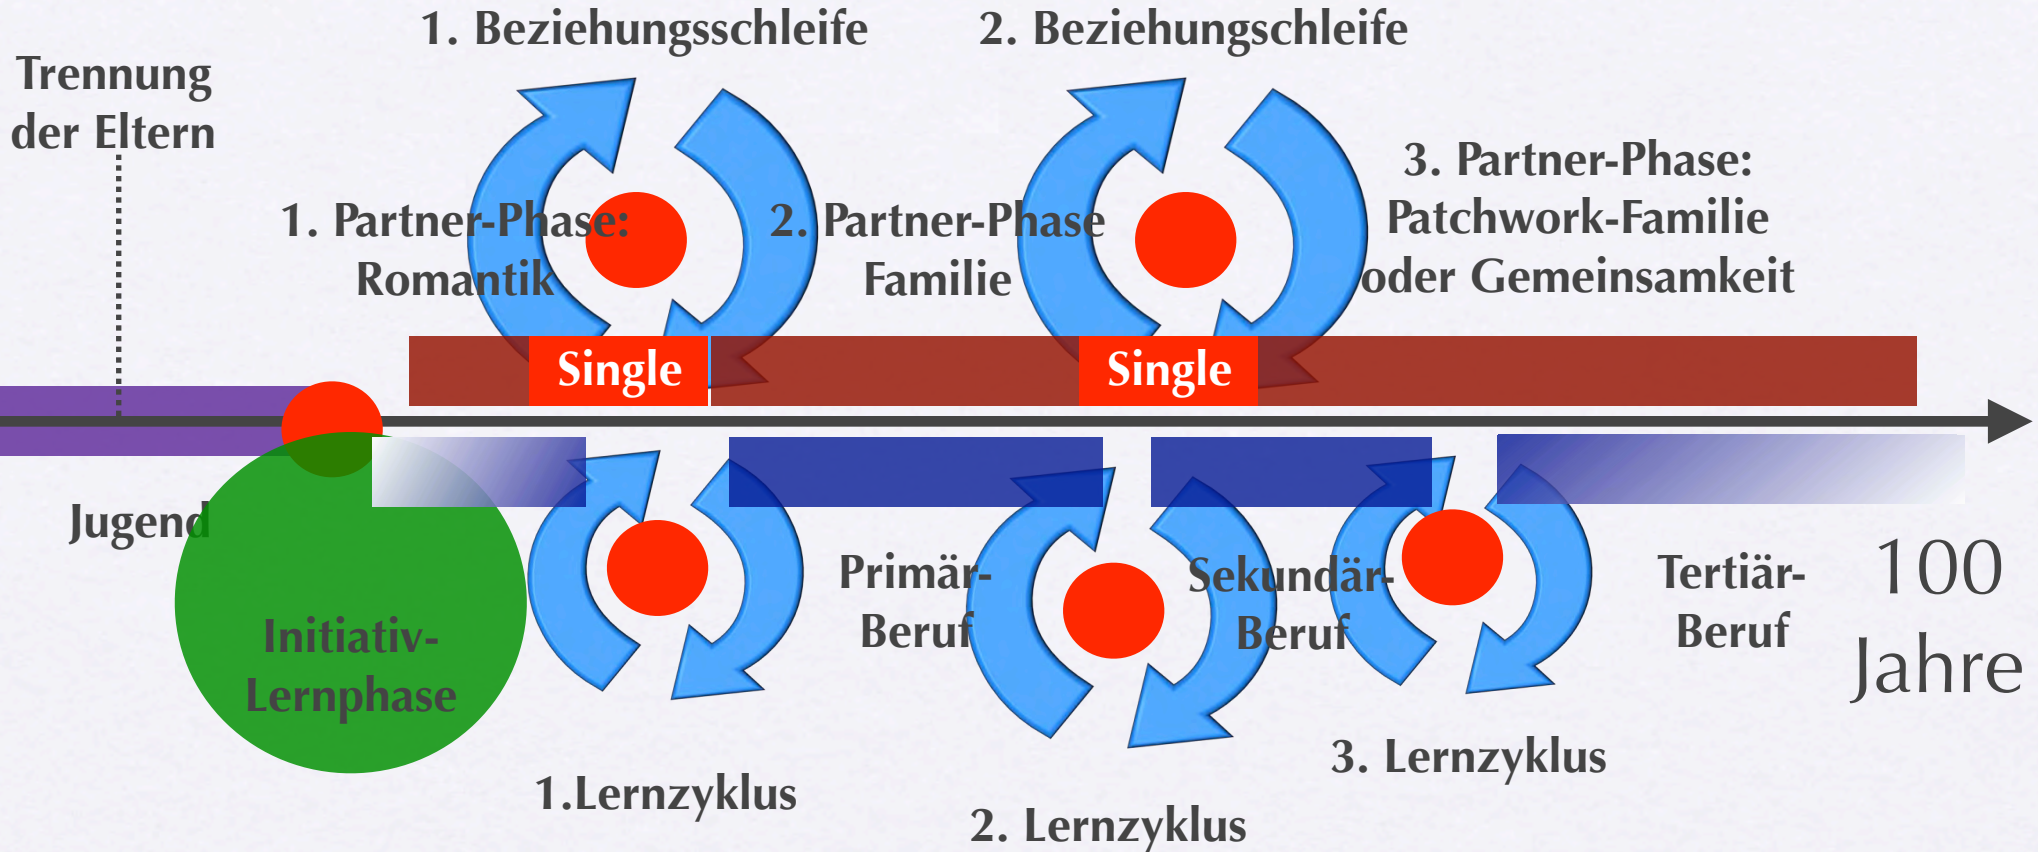 1. Beziehungsschleife
2. Beziehungschleife
Trennung
der Eltern
1. Partner-Phase:
Romantik
2. Partner-Phase
Familie
3. Partner-Phase:
Patchwork-Familie
oder Gemeinsamkeit
Single
Single
Jugend
Initiativ-
Lernphase
Primär-
Beruf
Sekundär-
Beruf
Tertiär-
Beruf
100
Jahre
1.Lernzyklus
2. Lernzyklus
3. Lernzyklus